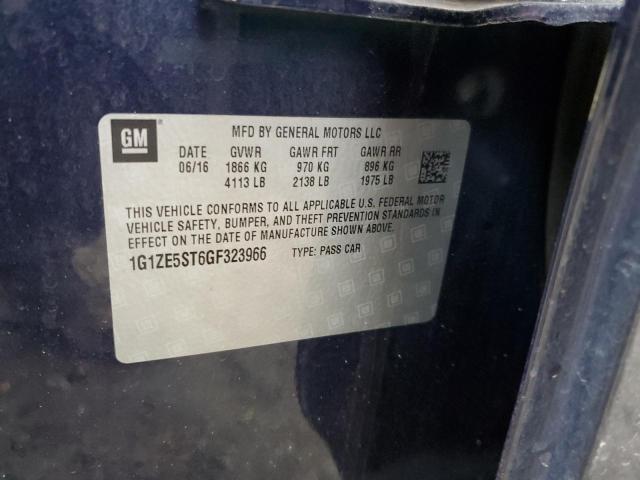 GM
MFD BY GENERAL MOTORS LLC
DATE GVWR GAWR FRT GAWR RR
06/16 1866 KG 970 KG 896 KG
4113 LB 2138 LB 1975 LB
THIS VEHICLE CONFORMS TO ALL APPLICABLE U.S. FEDERAL MOTOR
VEHICLE SAFETY, BUMPER, AND THEFT PREVENTION STANDARDS IN
EFFECT ON THE DATE OF MANUFACTURE SHOWN ABOVE.
1G1ZE5ST6GF323966 TYPE: PASS CAR